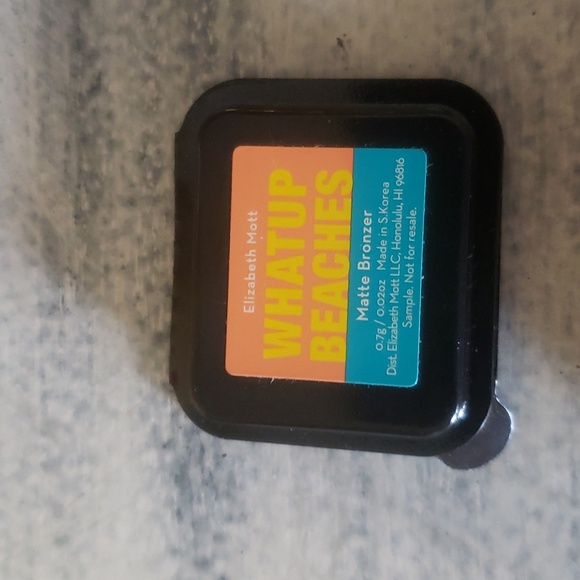 Elizabeth Mott
WHATUP
BEACHES
Matte Bronzer
0.7g / 0.02oz Made in S.Korea
Dist. Elizabeth Mott LLC, Honolulu, HI 96816
Sample. Not for resale.